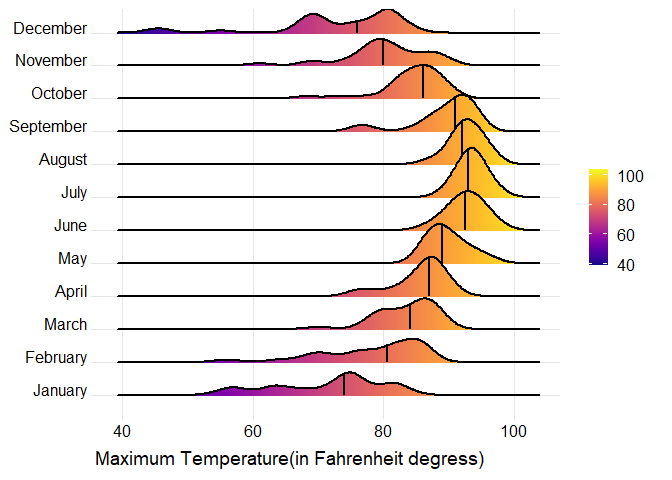 December
November
October
September
August
July
June
May
April
March
February
January
40
60
80
100
Maximum Temperature(in Fahrenheit degress)
100
80
60
40